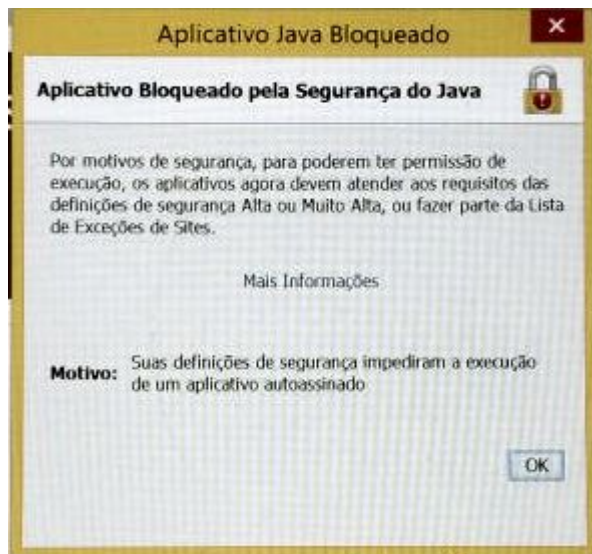 Aplicativo Java Bloqueado
Aplicativo Bloqueado pela Segurança do Java
Por motivos de segurança, para poderem ter permissão de
execução, os aplicativos agora devem atender aos requisitos das
definições de segurança Alta ou Muito Alta, ou fazer parte da Lista
de Exceções de Sites.
Mais Informações
Motivo: Suas definições de segurança impediram a execução
de um aplicativo autoassinado
OK